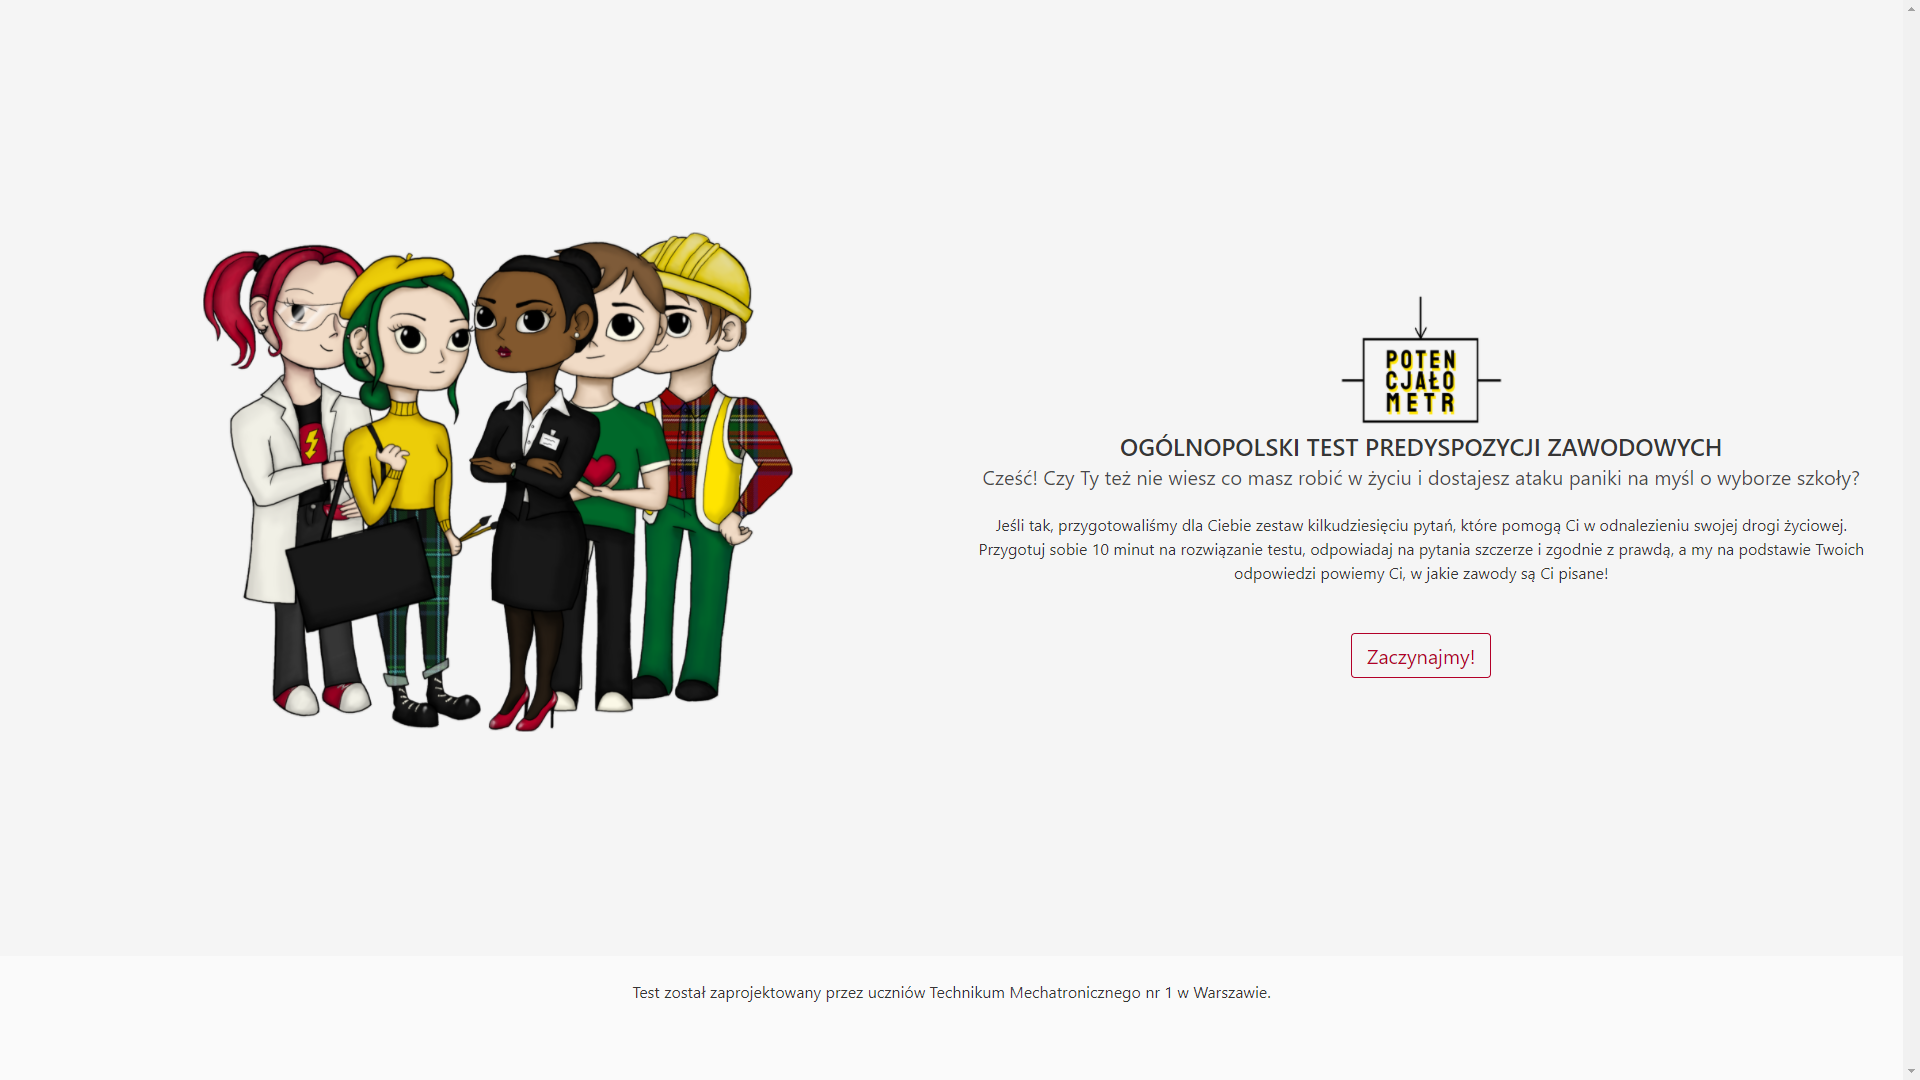 POTEN
CJAŁO
METR
OGÓLNOPOLSKI TEST PREDYSPOZYCJI ZAWODOWYCH
Cześć! Czy Ty też nie wiesz co masz robić w życiu i dostajesz ataku paniki na myśl o wyborze szkoły?
Jeśli tak, przygotowaliśmy dla Ciebie zestaw kilkudziesięciu pytań, które pomogą Ci w odnalezieniu swojej drogi życiowej.
Przygotuj sobie 10 minut na rozwiązanie testu, odpowiadaj na pytania szczerze i zgodnie z prawdą, a my na podstawie Twoich
odpowiedzi powiemy Ci, w jakie zawody są Ci pisane!
Zaczynajmy!
Test został zaprojektowany przez uczniów Technikum Mechatronicznego nr 1 w Warszawie.